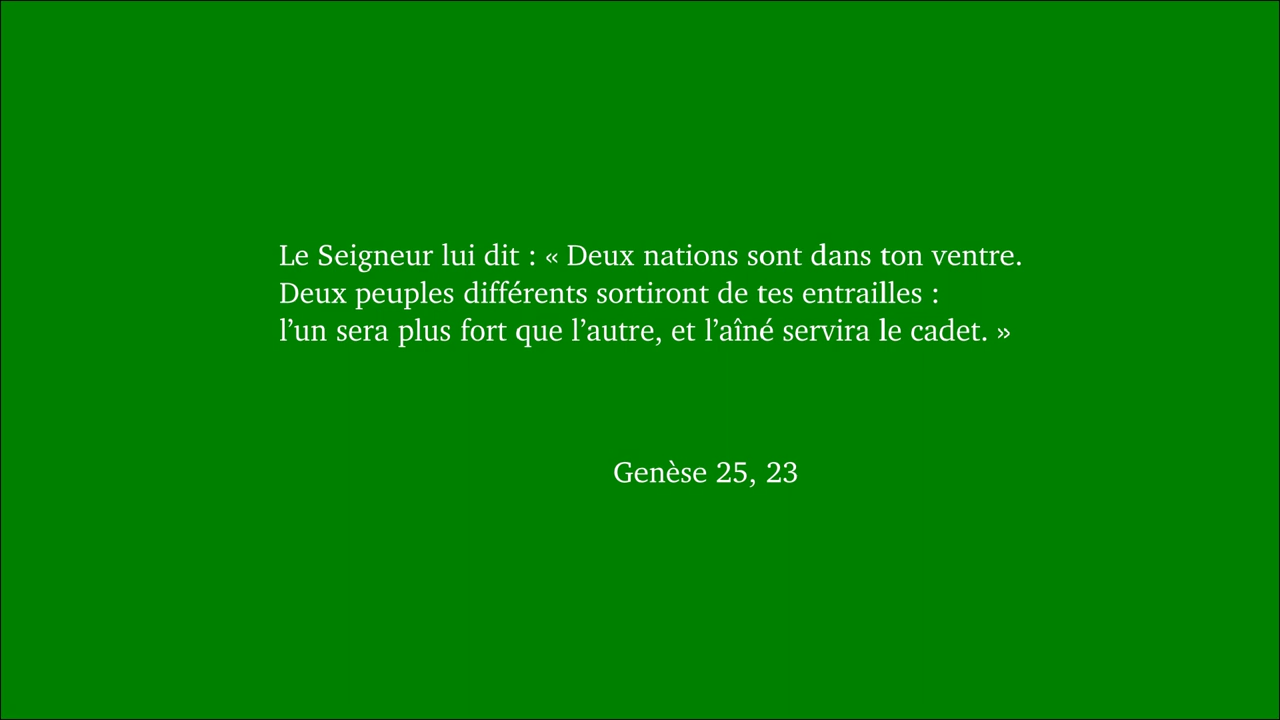 Le Seigneur lui dit : « Deux nations sont dans ton ventre.
Deux peuples différents sortiront de tes entrailles :
l’un sera plus fort que l’autre, et l’aîné servira le cadet. »
Genèse 25, 23